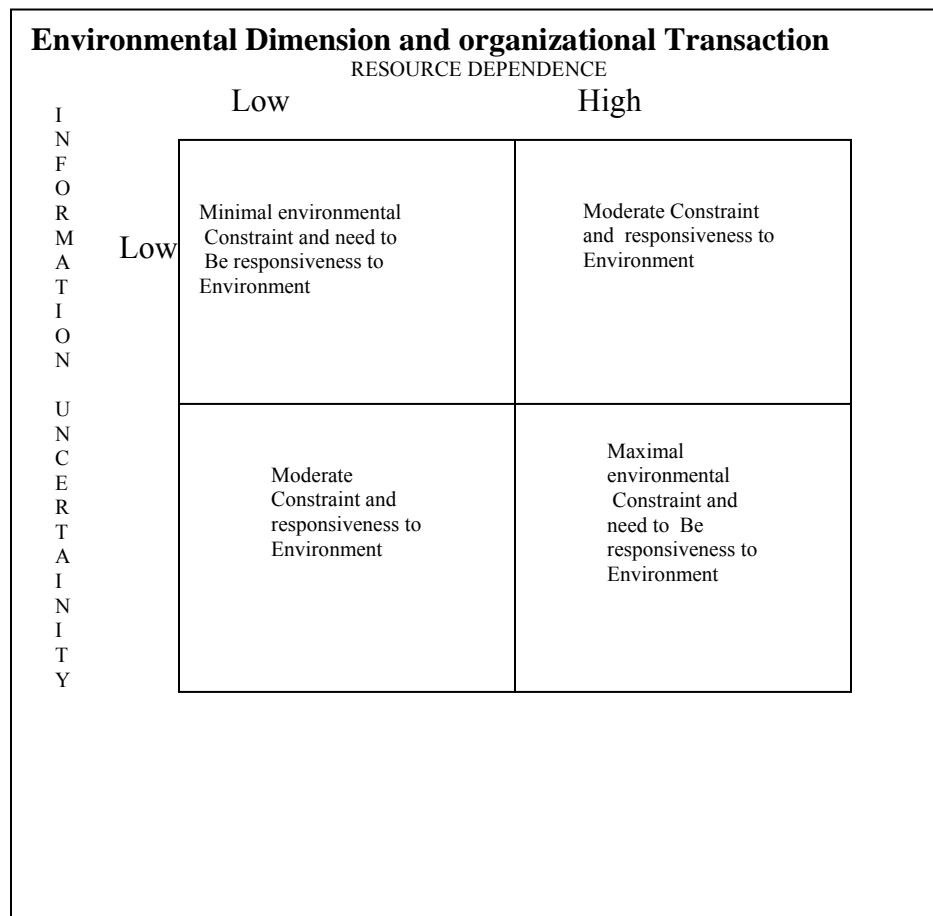 Environmental Dimension and organizational Transaction
RESOURCE DEPENDENCE
Low High
INFORMATION UNCERTAINITY
Low
Minimal environmental
Constraint and need to
Be responsiveness to
Environment
Moderate Constraint
and responsiveness to
Environment
Moderate
Constraint and
responsiveness to
Environment
Maximal
environmental
Constraint and
need to Be
responsiveness to
Environment